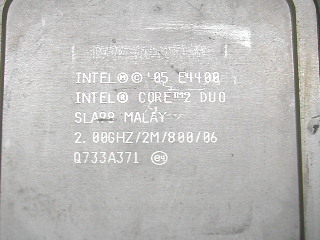 INTEL®©'05 E4400
INTEL® CORE™2 DUO
SLA98 MALAY
2.00GHZ/2M/800/06
Q733A371 e4